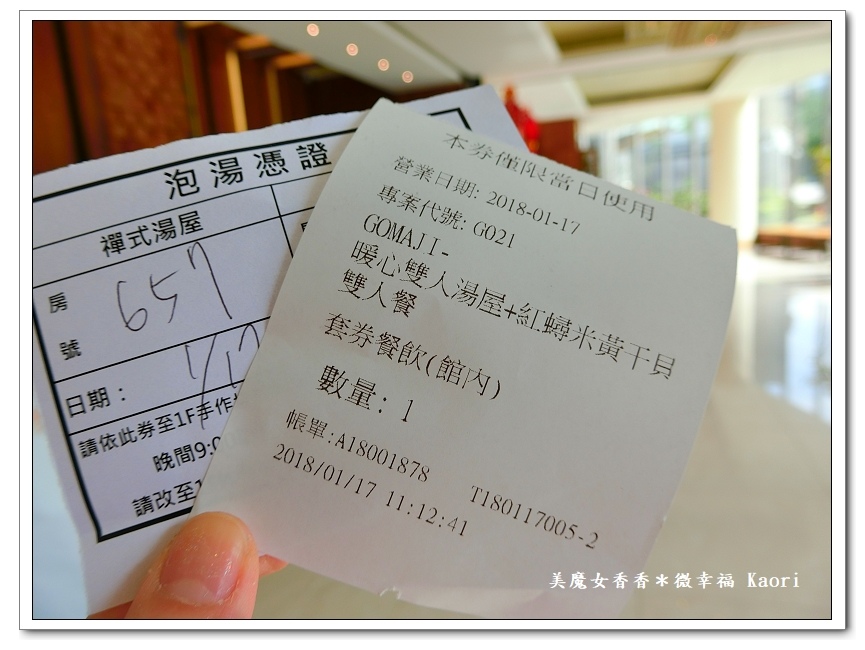 泡湯憑證
禪式湯屋
房號
657
日期：
1/17
請依此券至1F手作
晚間9:0
請改至1
本券僅限當日使用
營業日期: 2018-01-17
專案代號: G021
GOMAJI-
暖心雙人湯屋+紅蟳米黃干貝
雙人餐
套券餐飲(館內)
數量: 1
帳單:A18001878 T180117005-2
2018/01/17 11:12:41
美魔女香香＊微幸福 Kaori